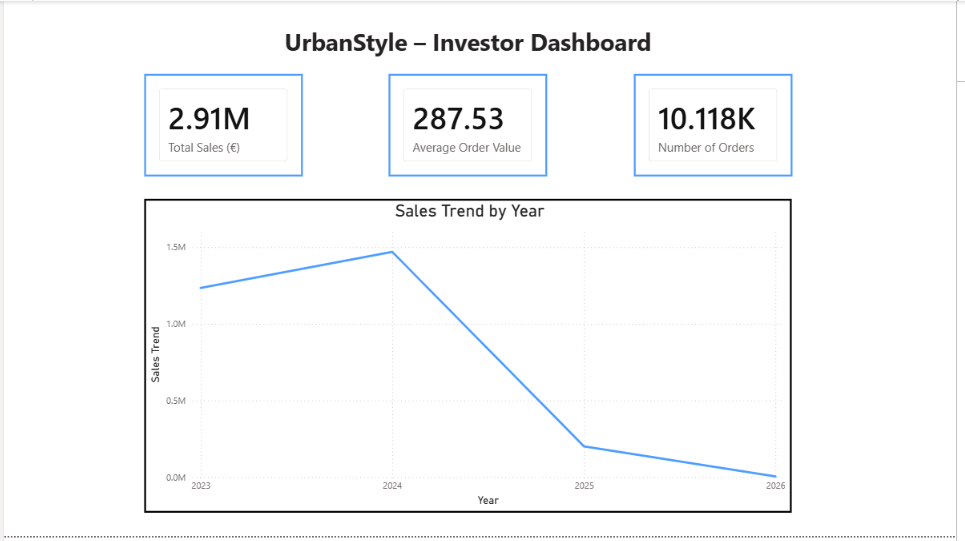 UrbanStyle – Investor Dashboard
2.91M
Total Sales (€)
287.53
Average Order Value
10.118K
Number of Orders
Sales Trend by Year
Sales Trend
1.5M
1.0M
0.5M
0.0M
2023
2024
2025
2026
Year